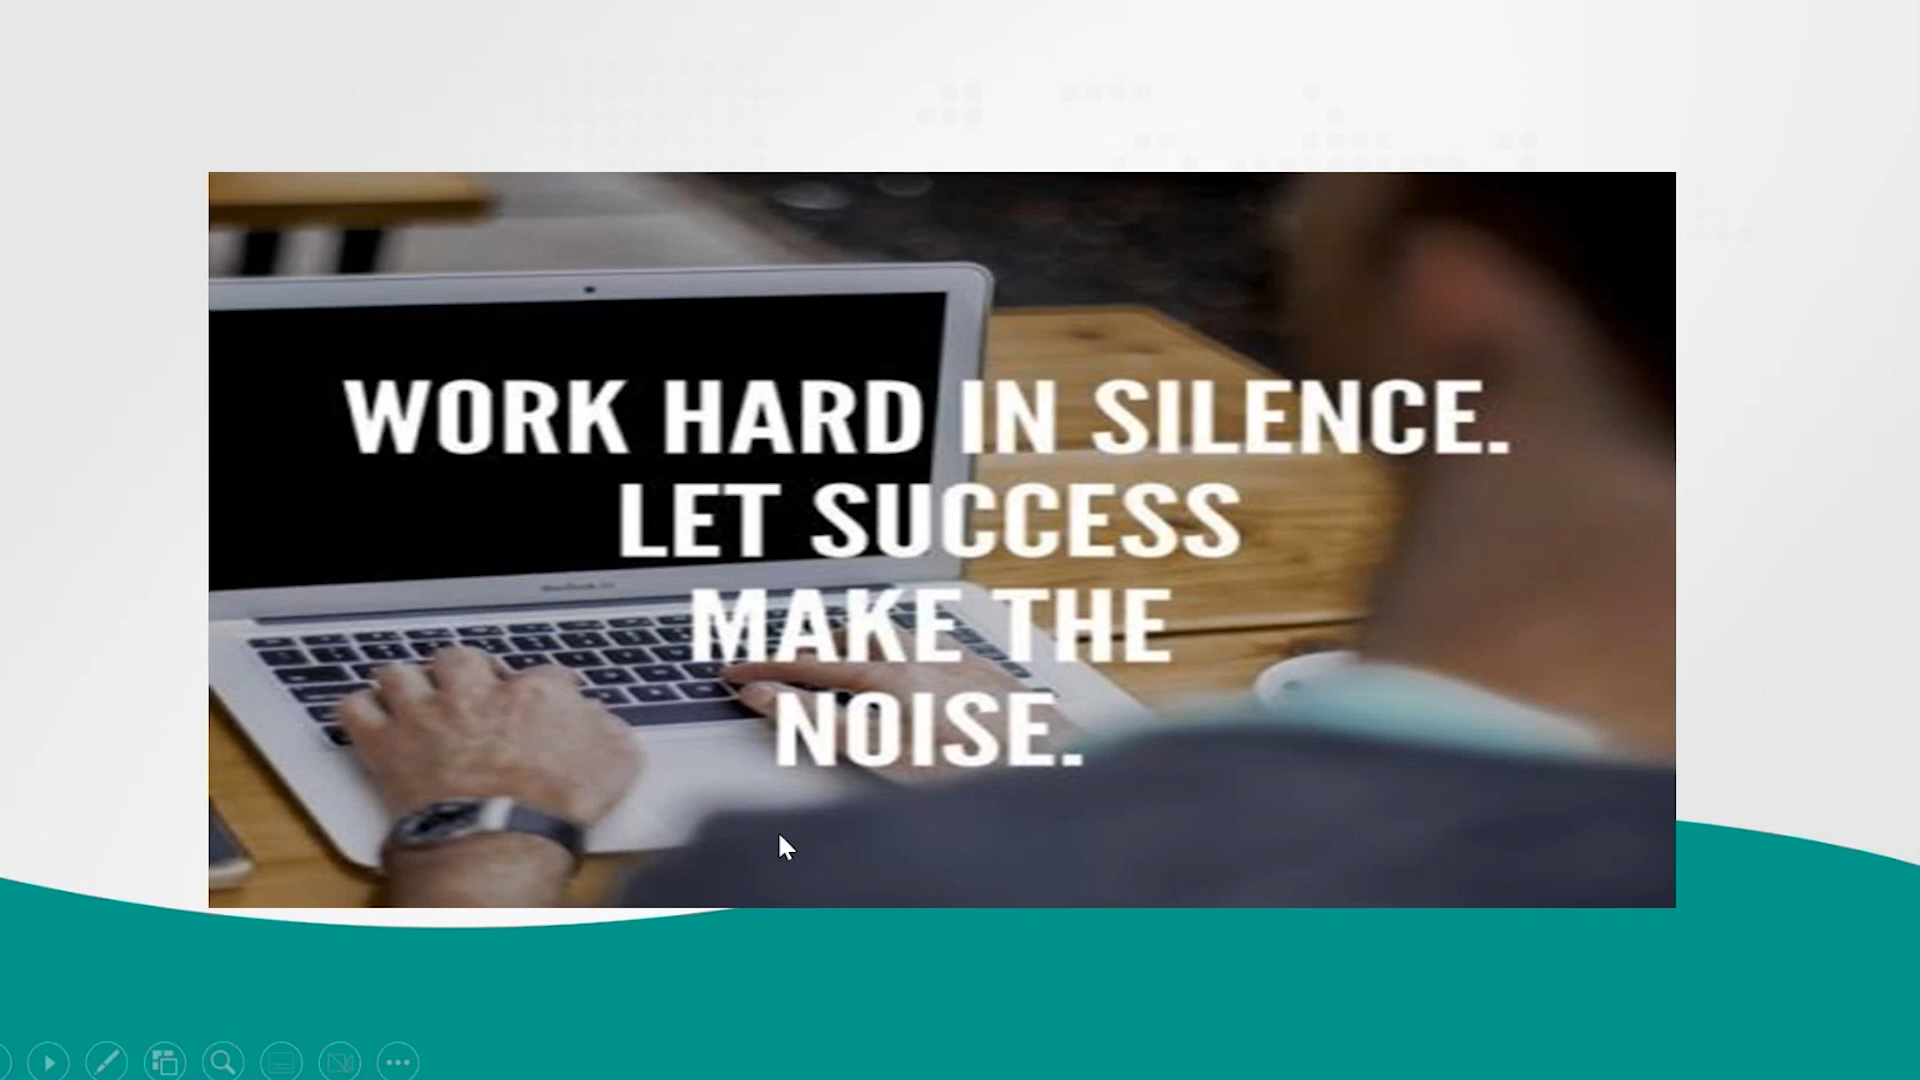 WORK HARD IN SILENCE.
LET SUCCESS
MAKE THE
NOISE.